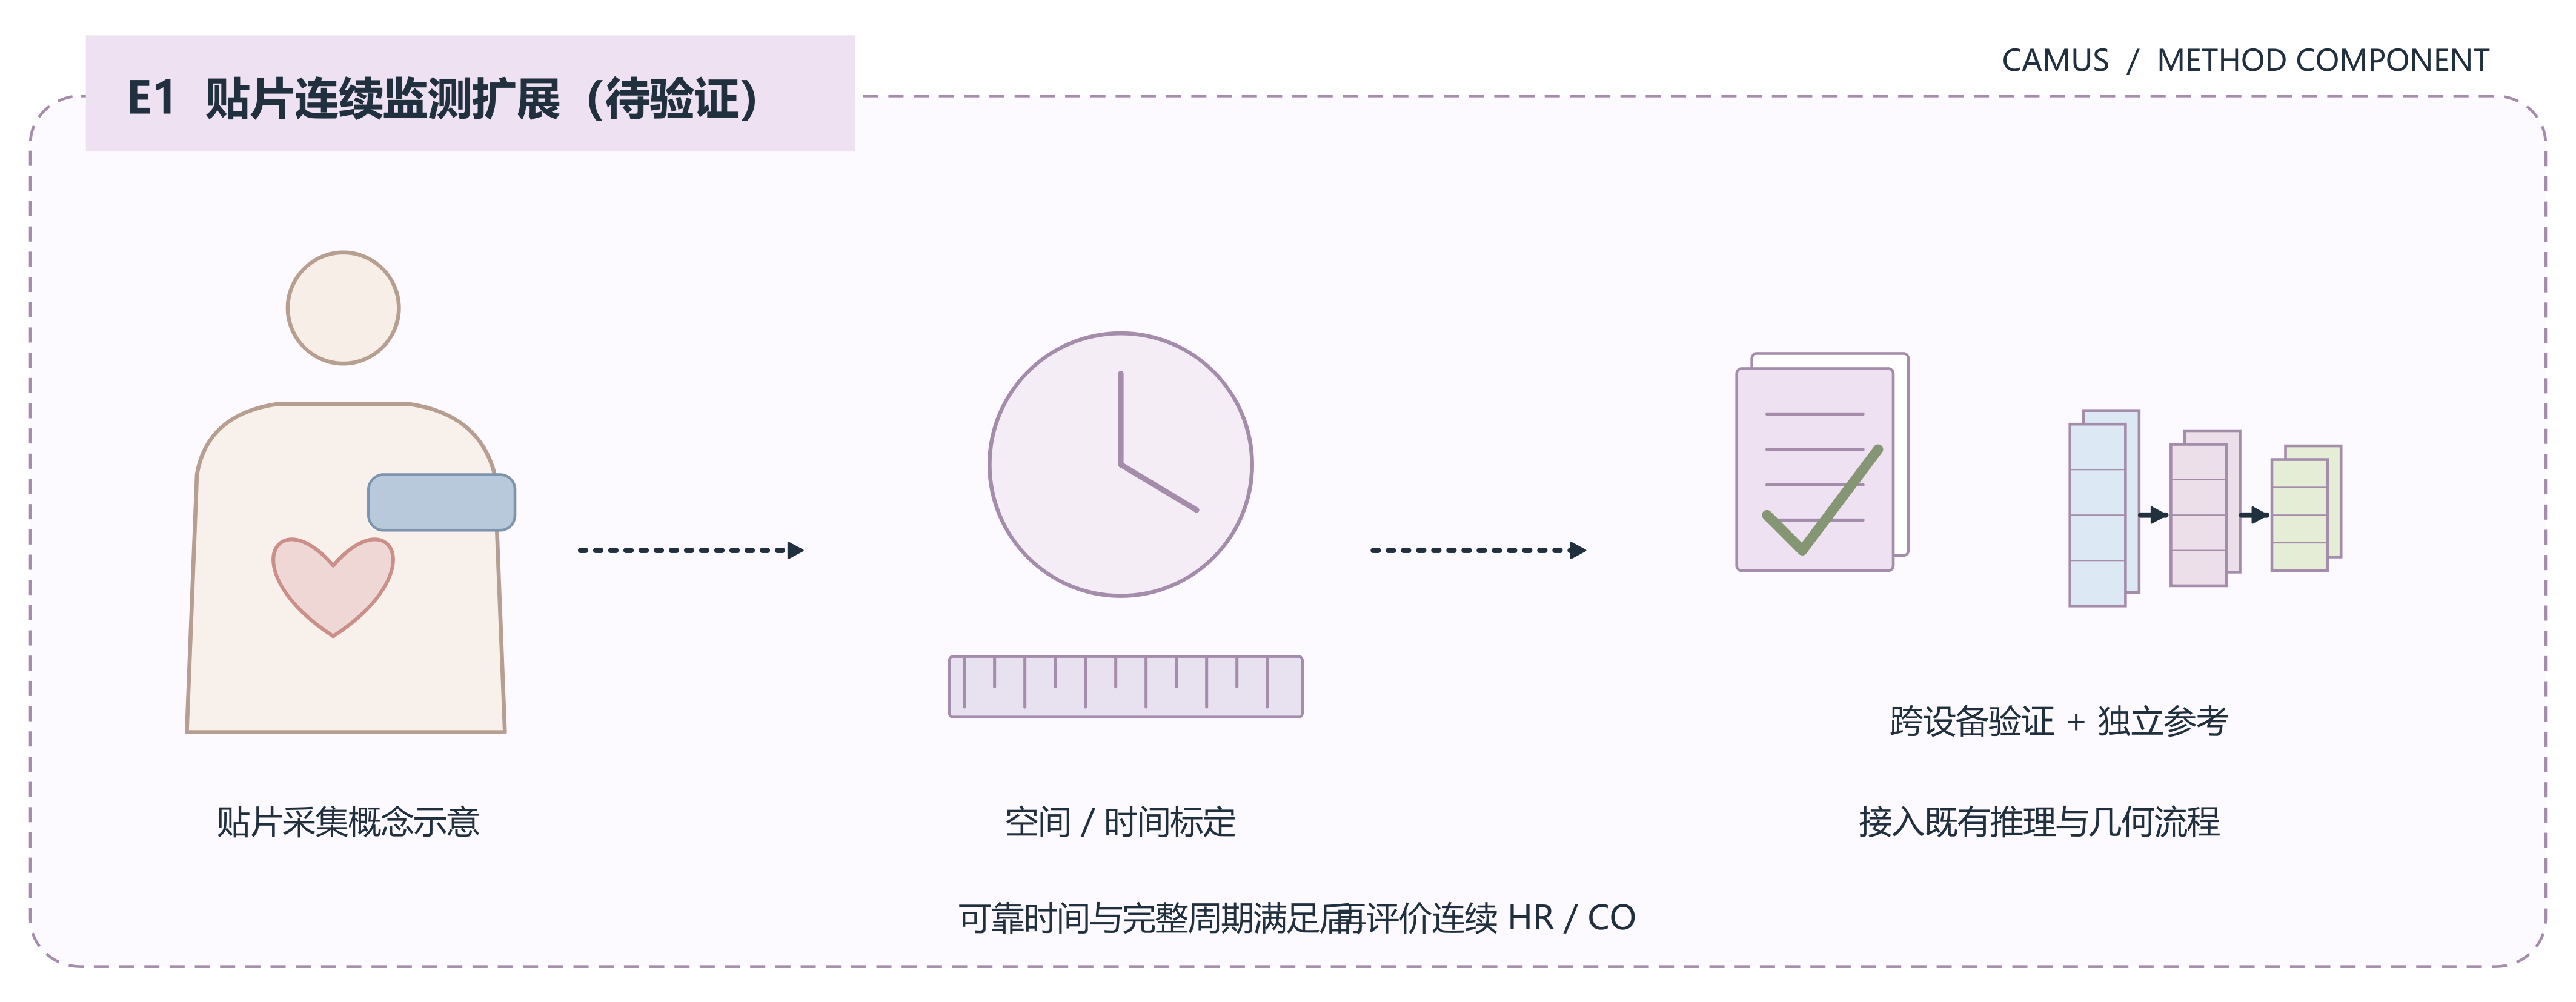 CAMUS / METHOD COMPONENT
E1 贴片连续监测扩展（待验证）
跨设备验证 + 独立参考
贴片采集概念示意
空间 / 时间标定
接入既有推理与几何流程
可靠时间与完整周期满足后再评价连续 HR / CO